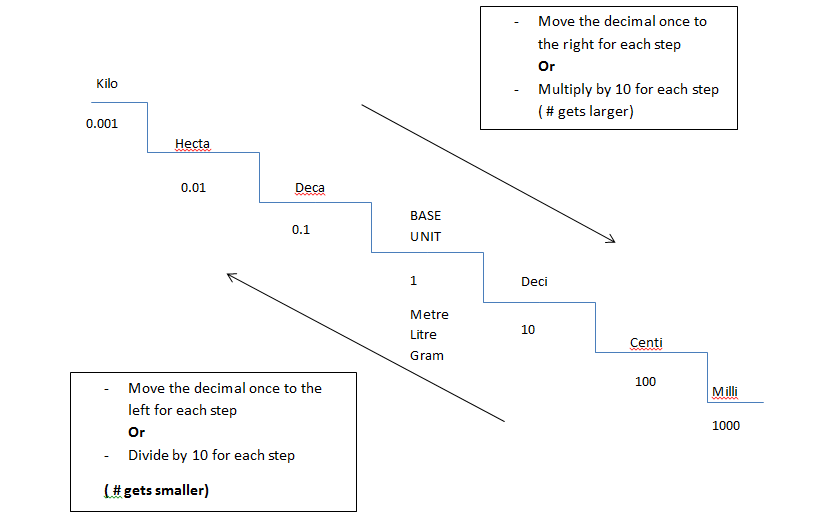 - Move the decimal once to
the right for each step
Or
- Multiply by 10 for each step
( # gets larger)
Kilo
0.001
Hecta
0.01
Deca
0.1
BASE
UNIT
1
Metre
Litre
Gram
Deci
10
Centi
100
Milli
1000
- Move the decimal once to the
left for each step
Or
- Divide by 10 for each step
( # gets smaller)